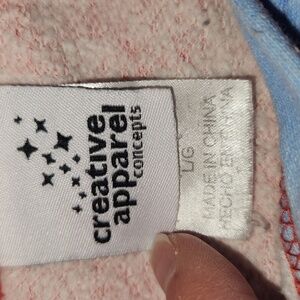 creative
apparel
concepts
L/G
MADE IN CHINA
HECHO EN CHINA